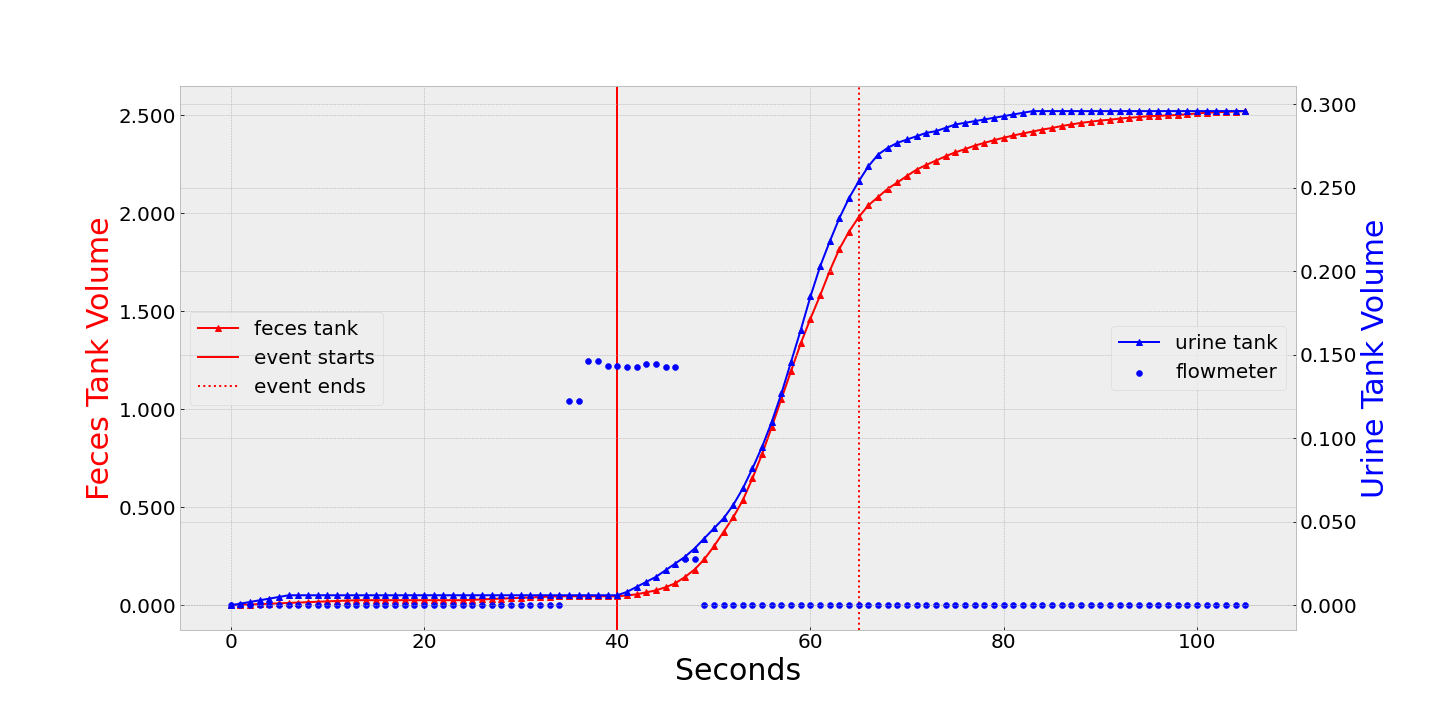 Feces Tank Volume
2.500
2.000
1.500
1.000
0.500
0.000
feces tank
event starts
event ends
urine tank
flowmeter
0.300
0.250
0.200
0.150
0.100
0.050
0.000
Urine Tank Volume
0 20 40 60 80 100
Seconds